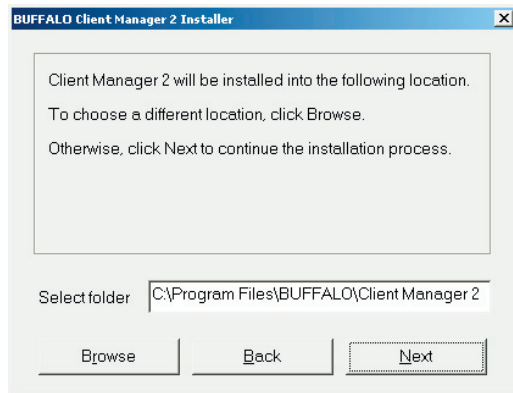 BUFFALO Client Manager 2 Installer
Client Manager 2 will be installed into the following location.
To choose a different location, click Browse.
Otherwise, click Next to continue the installation process.
Select folder C:\Program Files\BUFFALO\Client Manager 2
Browse Back Next